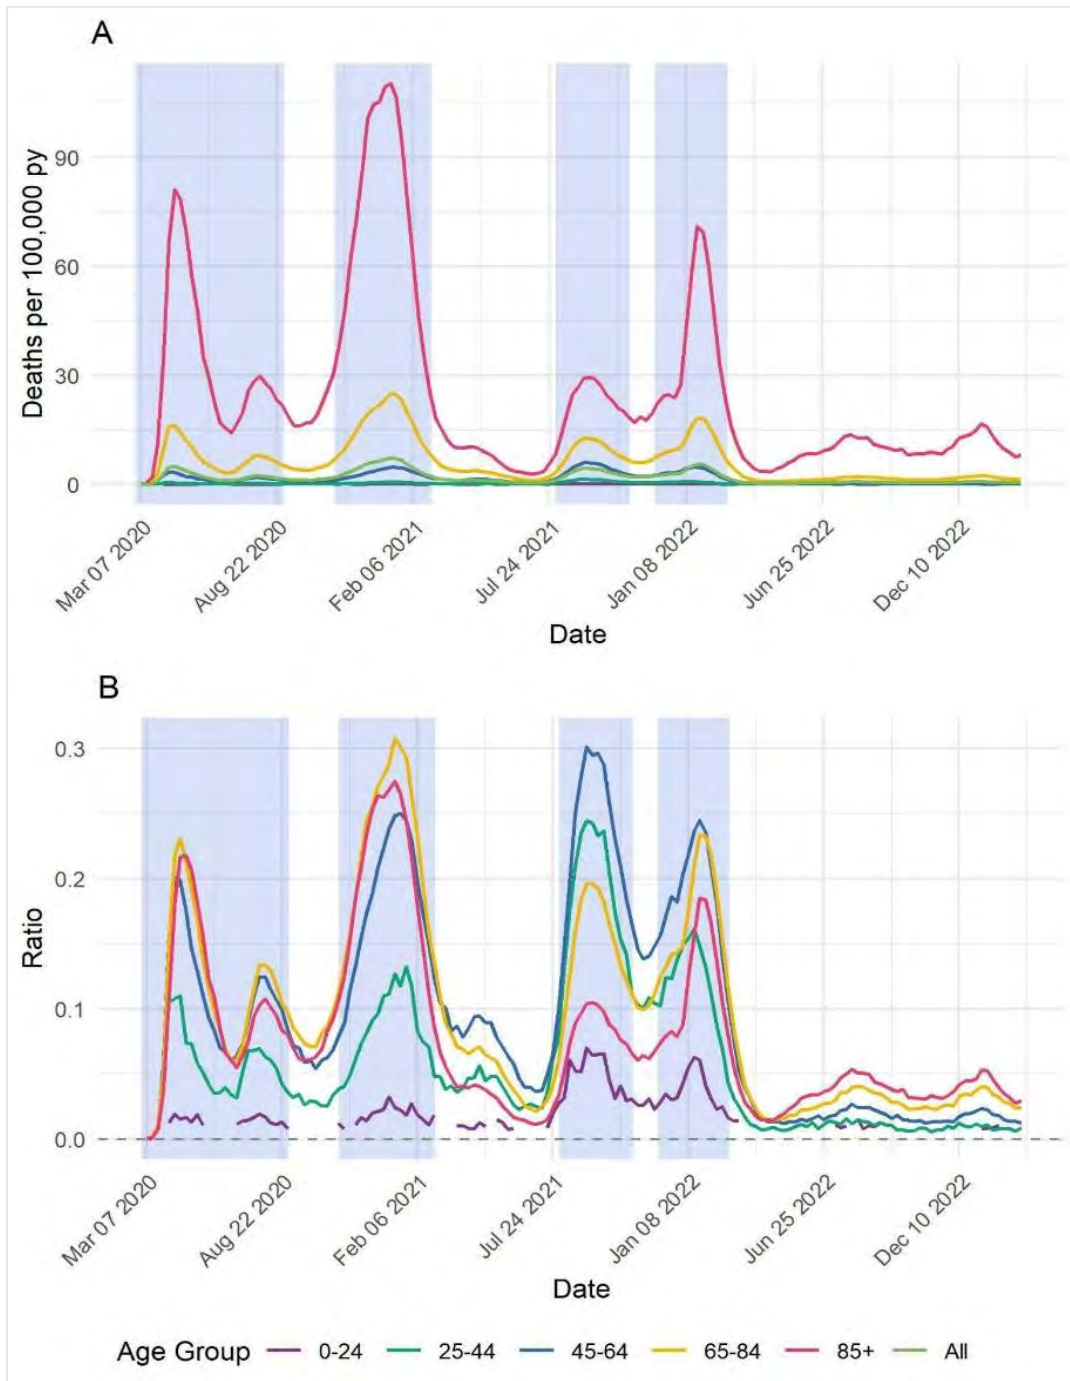 A
Deaths per 100,000 py
90
60
30
0
Mar 07 2020
Aug 22 2020
Feb 06 2021
Jul 24 2021
Jan 08 2022
Jun 25 2022
Dec 10 2022
Date
B
Ratio
0.3
0.2
0.1
0.0
Mar 07 2020
Aug 22 2020
Feb 06 2021
Jul 24 2021
Jan 08 2022
Jun 25 2022
Dec 10 2022
Date
Age Group 0-24 25-44 45-64 65-84 85+ All